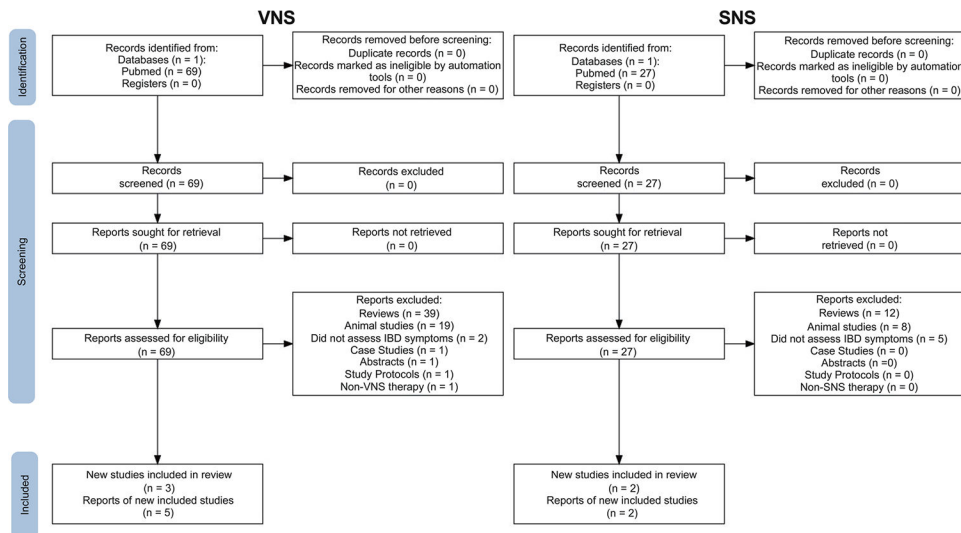 VNS
SNS
Identification
Records identified from:
Databases (n = 1):
Pubmed (n = 69)
Registers (n = 0)
Records removed before screening:
Duplicate records (n = 0)
Records marked as ineligible by automation
tools (n = 0)
Records removed for other reasons (n = 0)
Records identified from:
Databases (n = 1):
Pubmed (n = 27)
Registers (n = 0)
Records removed before screening:
Duplicate records (n = 0)
Records marked as ineligible by automation
tools (n = 0)
Records removed for other reasons (n = 0)
Screening
Records
screened (n = 69)
Records excluded
(n = 0)
Records
screened (n = 27)
Records
excluded (n = 0)
Reports sought for retrieval
(n = 69)
Reports not retrieved
(n = 0)
Reports sought for retrieval
(n = 27)
Reports not
retrieved (n = 0)
Reports assessed for eligibility
(n = 69)
Reports excluded:
Reviews (n = 39)
Animal studies (n = 19)
Did not assess IBD symptoms (n = 2)
Case Studies (n = 1)
Abstracts (n = 1)
Study Protocols (n = 1)
Non-VNS therapy (n = 1)
Reports assessed for eligibility
(n = 27)
Reports excluded:
Reviews (n = 12)
Animal studies (n = 8)
Did not assess IBD symptoms (n = 5)
Case Studies (n = 0)
Abstracts (n =0)
Study Protocols (n = 0)
Non-SNS therapy (n = 0)
Included
New studies included in review
(n = 3)
Reports of new included studies
(n = 5)
New studies included in review
(n = 2)
Reports of new included studies
(n = 2)